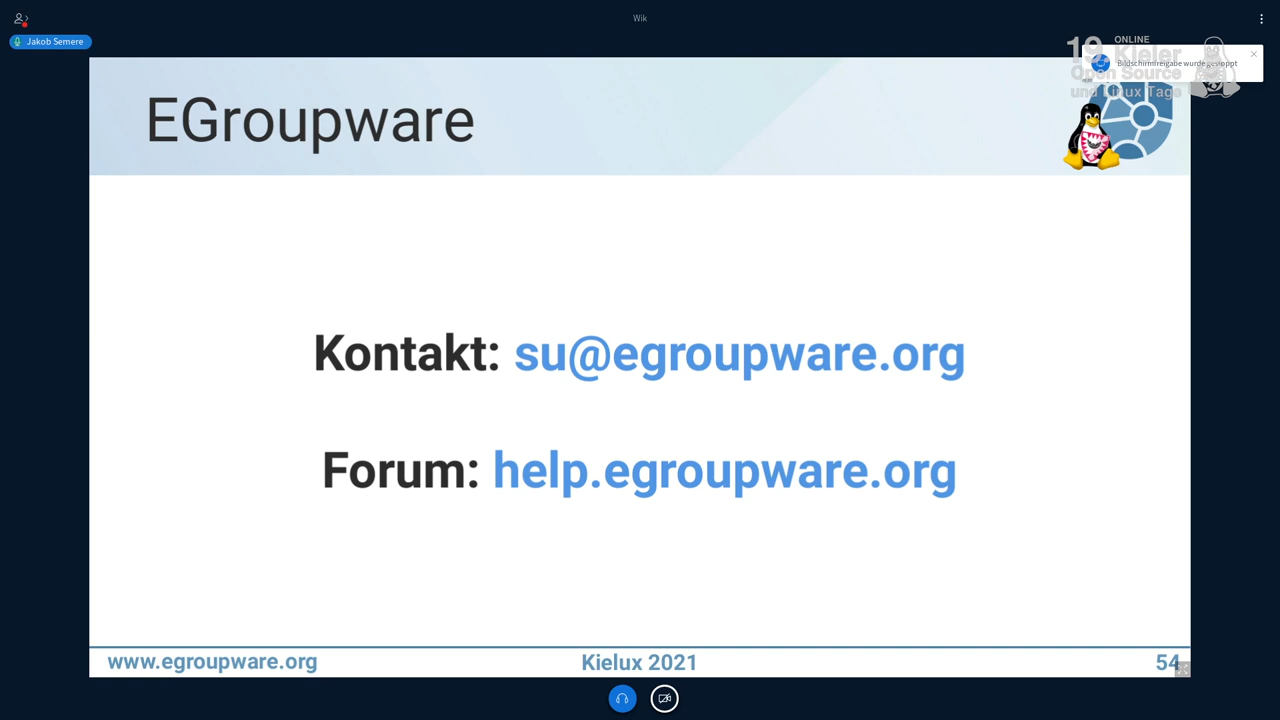 Wik
Jakob Semere
19. ONLINE
Kieler
Open Source
und Linux Tage
Bildschirmfreigabe wurde gestoppt
EGroupware
Kontakt: su@egroupware.org
Forum: help.egroupware.org
www.egroupware.org
Kielux 2021
54